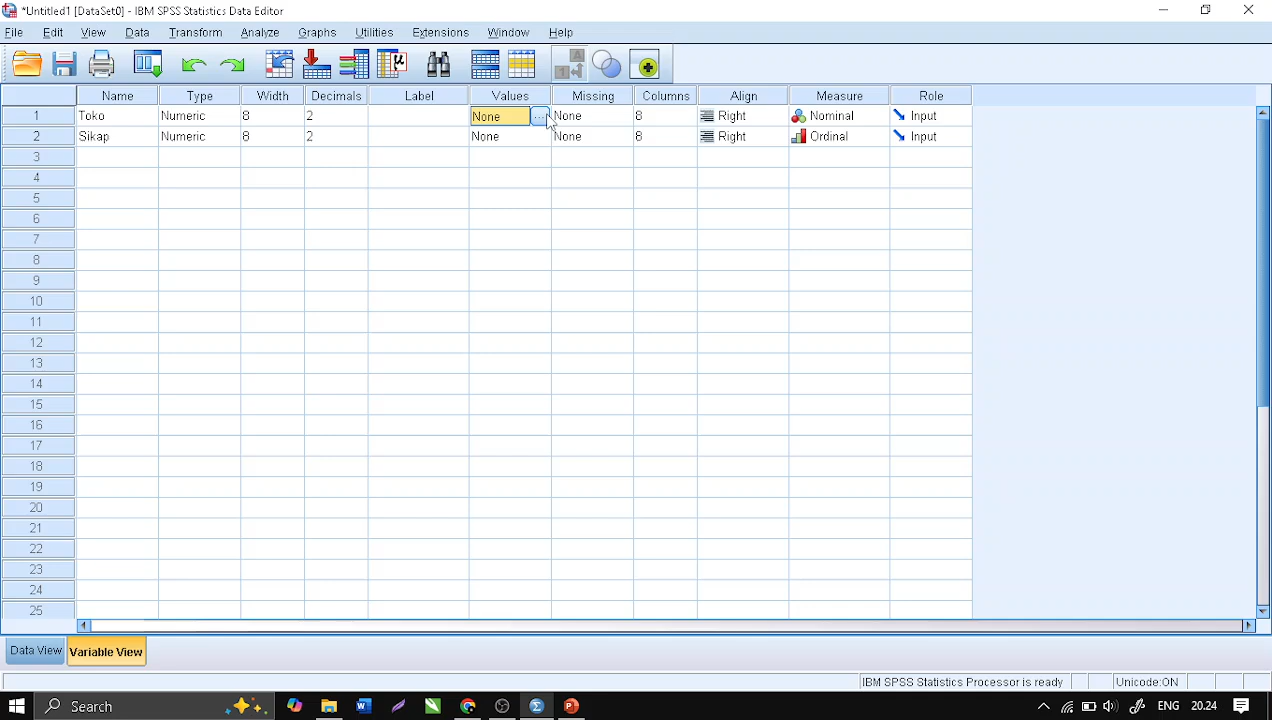 *Untitled1 [DataSet0] - IBM SPSS Statistics Data Editor
File Edit View Data Transform Analyze Graphs Utilities Extensions Window Help
Name Type Width Decimals Label Values Missing Columns Align Measure Role
1 Toko Numeric 8 2 None ... None 8 Right Nominal Input
2 Sikap Numeric 8 2 None None 8 Right Ordinal Input
3
4
5
6
7
8
9
10
11
12
13
14
15
16
17
18
19
20
21
22
23
24
25
Data View Variable View
IBM SPSS Statistics Processor is ready Unicode:ON
Search ENG 20.24